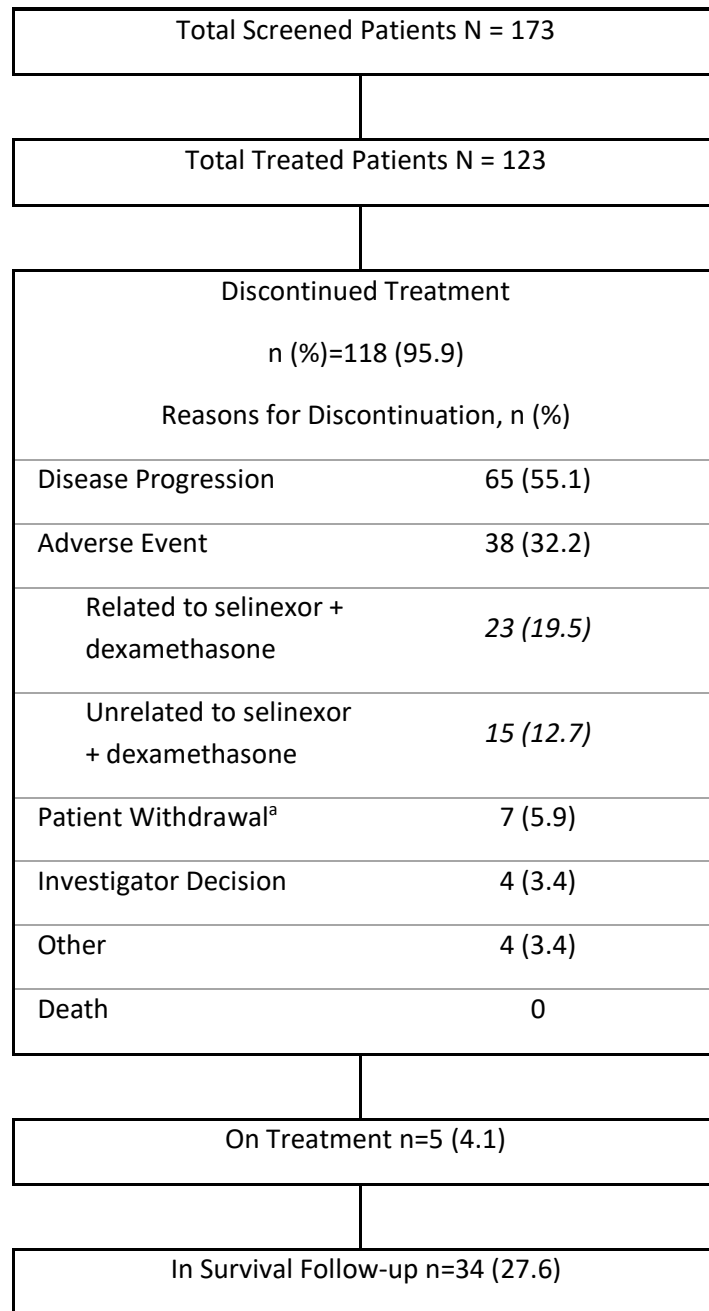 Total Screened Patients N = 173
Total Treated Patients N = 123
Discontinued Treatment
n (%)=118 (95.9)
Reasons for Discontinuation, n (%)
Disease Progression 65 (55.1)
Adverse Event 38 (32.2)
Related to selinexor +
dexamethasone 23 (19.5)
Unrelated to selinexor
+ dexamethasone 15 (12.7)
Patient Withdrawalᵃ 7 (5.9)
Investigator Decision 4 (3.4)
Other 4 (3.4)
Death 0
On Treatment n=5 (4.1)
In Survival Follow-up n=34 (27.6)